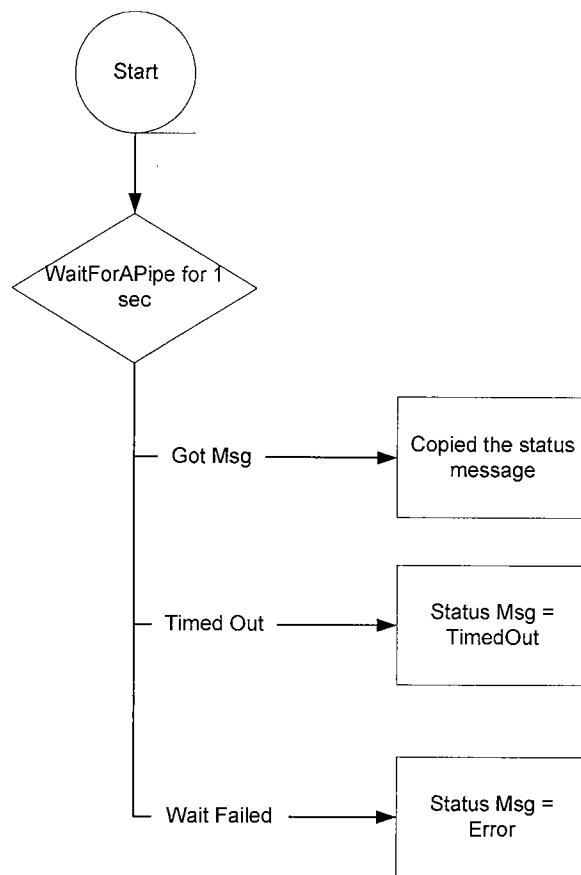 Start
WaitForAPipe for 1
sec
Got Msg
Copied the status
message
Timed Out
Status Msg =
TimedOut
Wait Failed
Status Msg =
Error